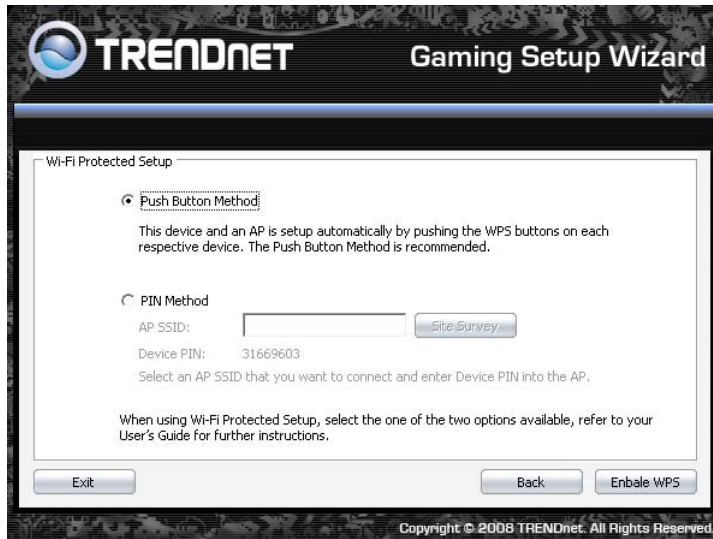 TRENDNET
Gaming Setup Wizard
Wi-Fi Protected Setup
Push Button Method
This device and an AP is setup automatically by pushing the WPS buttons on each
respective device. The Push Button Method is recommended.
PIN Method
AP SSID:
Site Survey
Device PIN: 31669603
Select an AP SSID that you want to connect and enter Device PIN into the AP.
When using Wi-Fi Protected Setup, select the one of the two options available, refer to your
User's Guide for further instructions.
Exit
Back
Enbale WPS
Copyright © 2008 TRENDnet. All Rights Reserved.